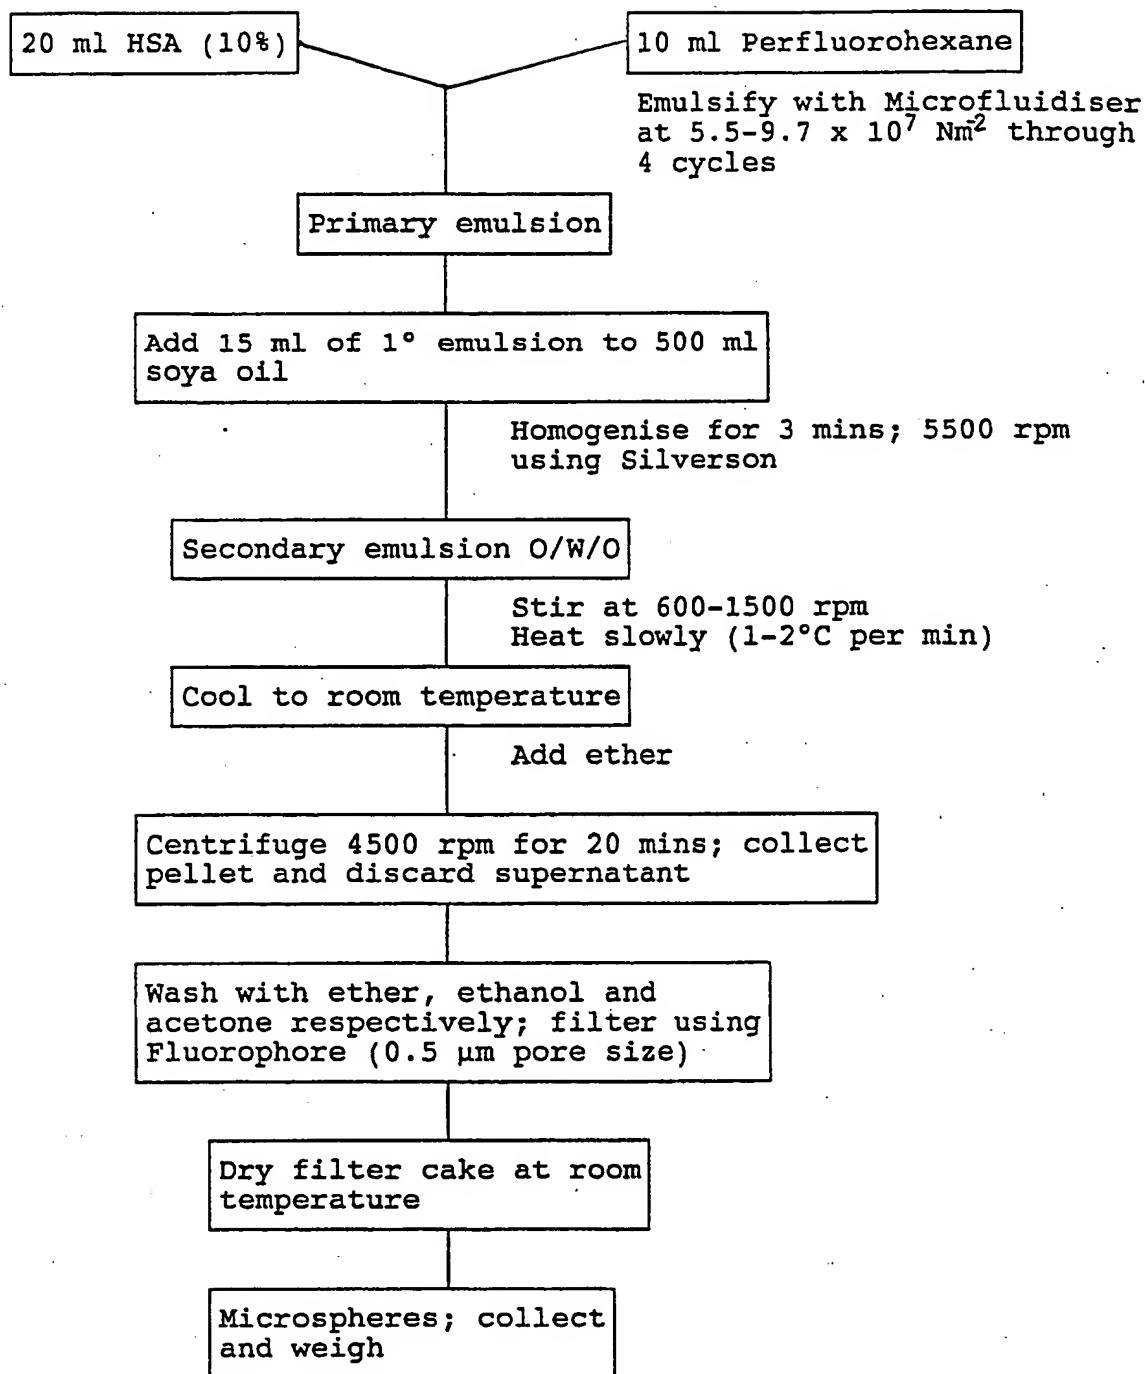 20 ml HSA (10%)
10 ml Perfluorohexane
Emulsify with Microfluidiser
at 5.5-9.7 x 10⁷ Nm⁻² through
4 cycles
Primary emulsion
Add 15 ml of 1° emulsion to 500 ml
soya oil
Homogenise for 3 mins; 5500 rpm
using Silverson
Secondary emulsion O/W/O
Stir at 600-1500 rpm
Heat slowly (1-2°C per min)
Cool to room temperature
Add ether
Centrifuge 4500 rpm for 20 mins; collect
pellet and discard supernatant
Wash with ether, ethanol and
acetone respectively; filter using
Fluorophore (0.5 µm pore size)
Dry filter cake at room
temperature
Microspheres; collect
and weigh